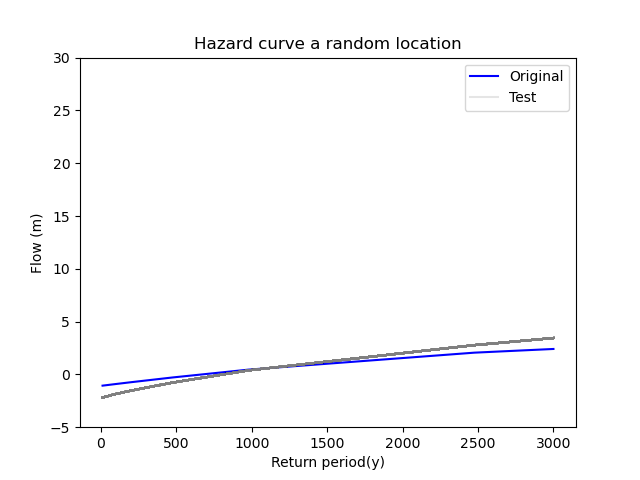 Hazard curve a random location
Original
Test
Flow (m)
30
25
20
15
10
5
0
−5
0 500 1000 1500 2000 2500 3000
Return period(y)